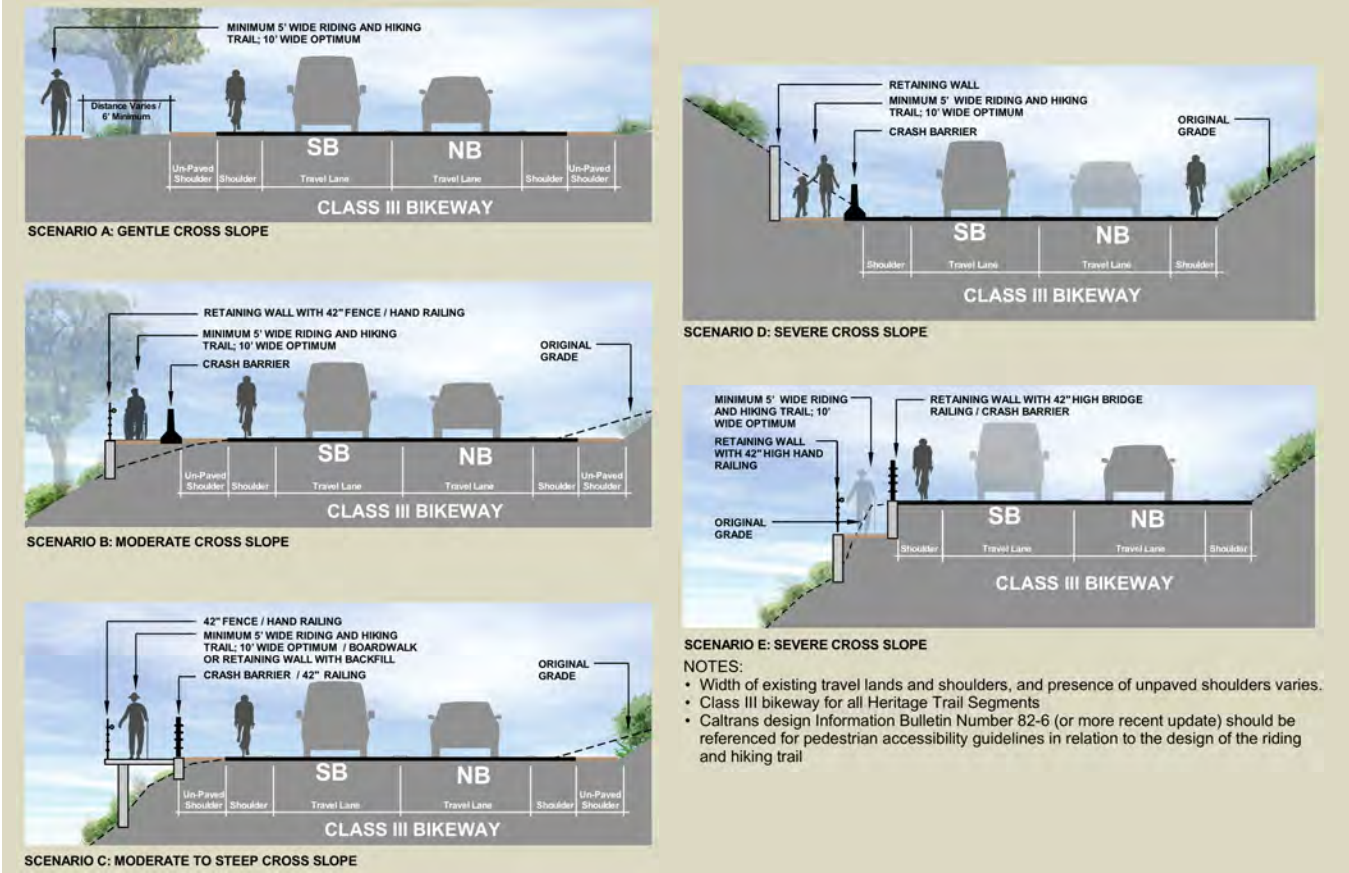 MINIMUM 5' WIDE RIDING AND HIKING
TRAIL; 10' WIDE OPTIMUM
Distance Varies /
6' Minimum
SB
NB
Un-Paved
Shoulder
Shoulder
Travel Lane
Travel Lane
Shoulder
Un-Paved
Shoulder
CLASS III BIKEWAY
SCENARIO A: GENTLE CROSS SLOPE
RETAINING WALL WITH 42" FENCE / HAND RAILING
MINIMUM 5' WIDE RIDING AND HIKING
TRAIL; 10' WIDE OPTIMUM
CRASH BARRIER
ORIGINAL
GRADE
SB
NB
Un-Paved
Shoulder
Shoulder
Travel Lane
Travel Lane
Shoulder
Un-Paved
Shoulder
CLASS III BIKEWAY
SCENARIO B: MODERATE CROSS SLOPE
42" FENCE / HAND RAILING
MINIMUM 5' WIDE RIDING AND HIKING
TRAIL; 10' WIDE OPTIMUM / BOARDWALK
OR RETAINING WALL WITH BACKFILL
CRASH BARRIER / 42" RAILING
ORIGINAL
GRADE
SB
NB
Un-Paved
Shoulder
Shoulder
Travel Lane
Travel Lane
Shoulder
Un-Paved
Shoulder
CLASS III BIKEWAY
SCENARIO C: MODERATE TO STEEP CROSS SLOPE
RETAINING WALL
MINIMUM 5' WIDE RIDING AND HIKING
TRAIL; 10' WIDE OPTIMUM
CRASH BARRIER
ORIGINAL
GRADE
SB
NB
Shoulder
Travel Lane
Travel Lane
Shoulder
CLASS III BIKEWAY
SCENARIO D: SEVERE CROSS SLOPE
MINIMUM 5' WIDE RIDING
AND HIKING TRAIL; 10'
WIDE OPTIMUM
RETAINING WALL
WITH 42" HIGH HAND
RAILING
RETAINING WALL WITH 42" HIGH BRIDGE
RAILING / CRASH BARRIER
ORIGINAL
GRADE
SB
NB
Shoulder
Travel Lane
Travel Lane
Shoulder
CLASS III BIKEWAY
SCENARIO E: SEVERE CROSS SLOPE
NOTES:
• Width of existing travel lands and shoulders, and presence of unpaved shoulders varies.
• Class III bikeway for all Heritage Trail Segments
• Caltrans design Information Bulletin Number 82-6 (or more recent update) should be
referenced for pedestrian accessibility guidelines in relation to the design of the riding
and hiking trail